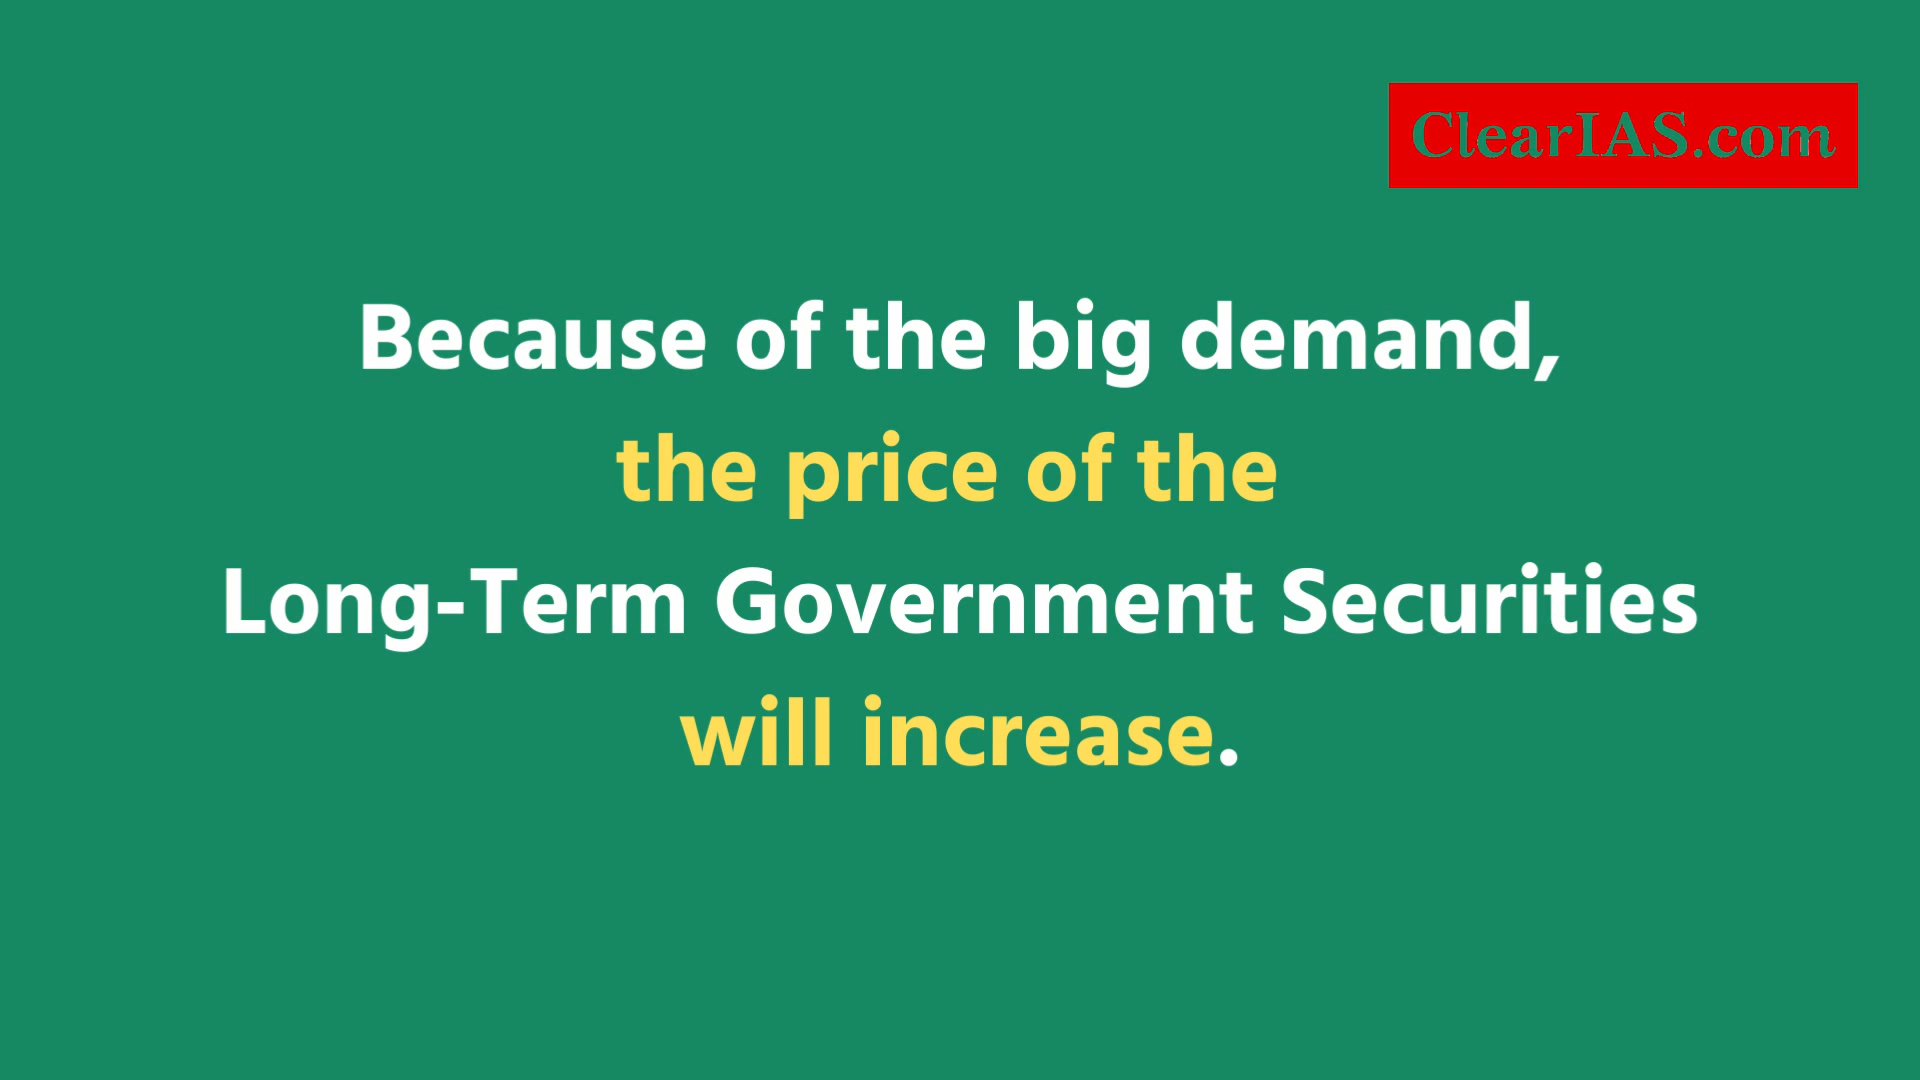 ClearIAS.com
Because of the big demand,
the price of the
Long-Term Government Securities
will increase.